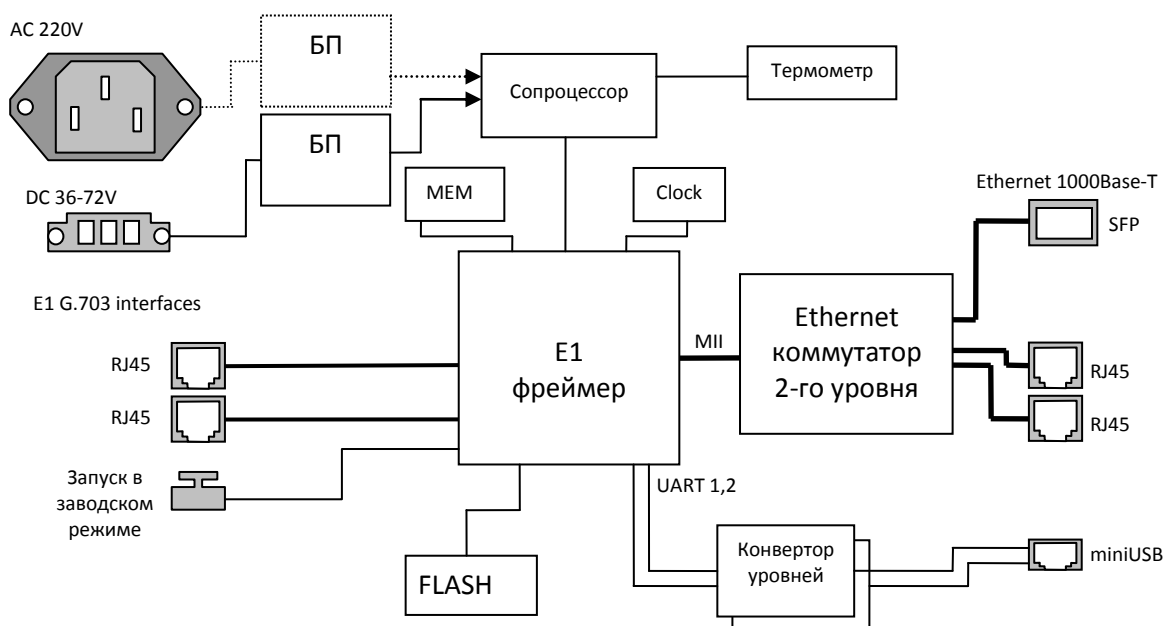 AC 220V
БП
Сопроцессор
Термометр
БП
DC 36-72V
MEM
Clock
Ethernet 1000Base-T
SFP
E1 G.703 interfaces
RJ45
RJ45
E1
фреймер
MII
Ethernet
коммутатор
2-го уровня
RJ45
RJ45
Запуск в
заводском
режиме
UART 1,2
FLASH
Конвертор
уровней
miniUSB